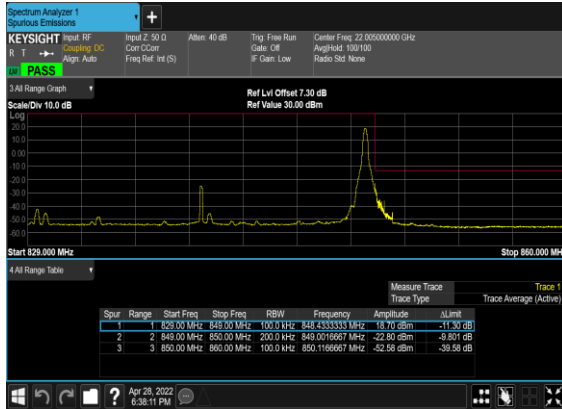 Spectrum Analyzer 1
Spurious Emissions
KEYSIGHT Input: RF Input Z: 50 Ω Atten: 40 dB Trig: Free Run Center Freq: 22.005000000 GHz
R T Coupling: DC Corr CCorr Gate: Off Avg|Hold: 100/100
Align: Auto Freq Ref: Int (S) IF Gain: Low Radio Std: None
PASS
3 All Range Graph
Ref Lvl Offset 7.30 dB
Scale/Div 10.0 dB Ref Value 30.00 dBm
Log
20.0
10.0
0.00
-10.0
-20.0
-30.0
-40.0
-50.0
-60.0
Start 829.000 MHz Stop 860.000 MH
4 All Range Table
Measure Trace Trace 1
Trace Type Trace Average (Active)
Spur Range Start Freq Stop Freq RBW Frequency Amplitude ΔLimit
1 1 829.00 MHz 849.00 MHz 100.0 kHz 848.4333333 MHz 18.70 dBm -11.30 dB
2 2 849.00 MHz 850.00 MHz 200.0 kHz 849.0016667 MHz -22.80 dBm -9.801 dB
3 3 850.00 MHz 860.00 MHz 100.0 kHz 850.1166667 MHz -52.58 dBm -39.58 dB
Apr 28, 2022
6:38:11 PM